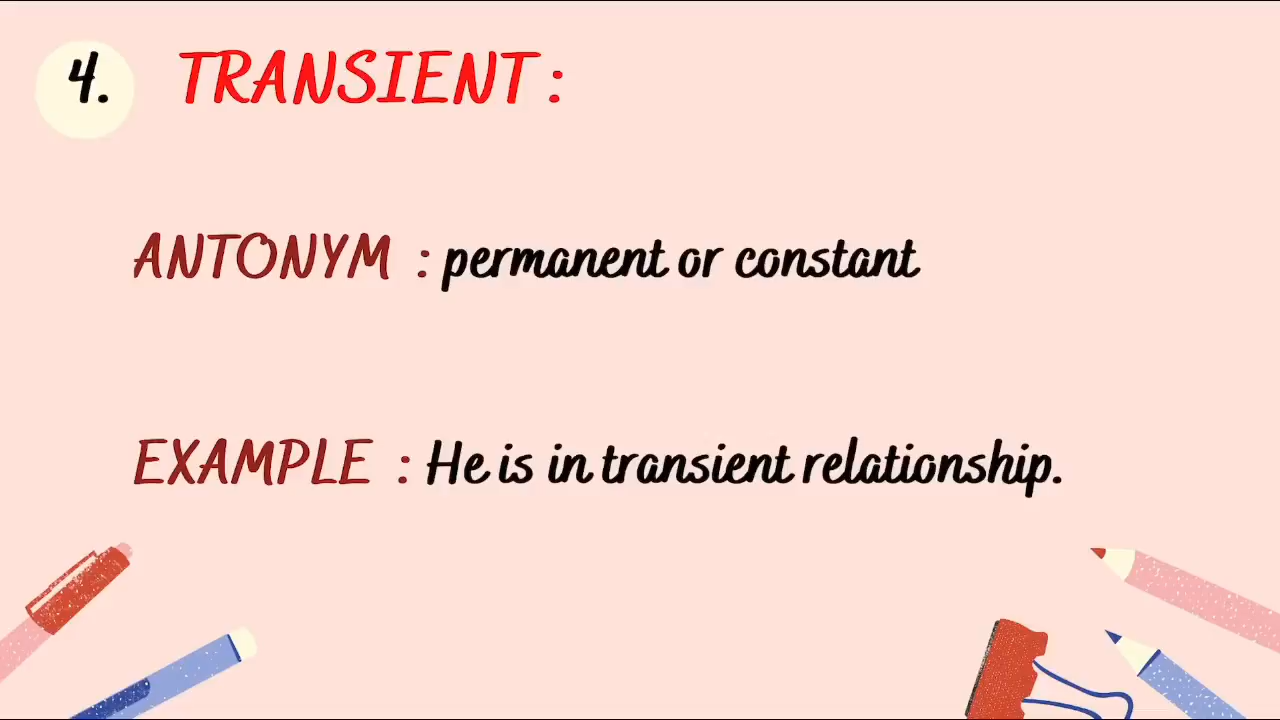 4. TRANSIENT :
ANTONYM : permanent or constant
EXAMPLE : He is in transient relationship.